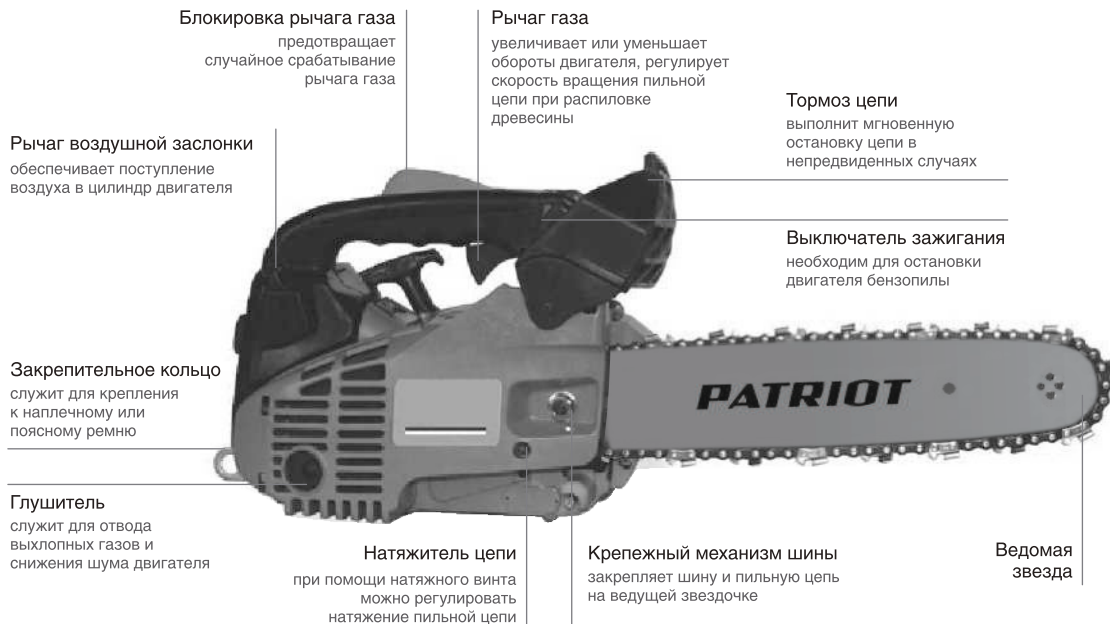 Блокировка рычага газа
предотвращает
случайное срабатывание
рычага газа
Рычаг газа
увеличивает или уменьшает
обороты двигателя, регулирует
скорость вращения пильной
цепи при распиловке
древесины
Тормоз цепи
выполнит мгновенную
остановку цепи в
непредвиденных случаях
Рычаг воздушной заслонки
обеспечивает поступление
воздуха в цилиндр двигателя
Выключатель зажигания
необходим для остановки
двигателя бензопилы
Закрепительное кольцо
служит для крепления
к наплечному или
поясному ремню
PATRIOT
Глушитель
служит для отвода
выхлопных газов и
снижения шума двигателя
Натяжитель цепи
при помощи натяжного винта
можно регулировать
натяжение пильной цепи
Крепежный механизм шины
закрепляет шину и пильную цепь
на ведущей звездочке
Ведомая
звезда